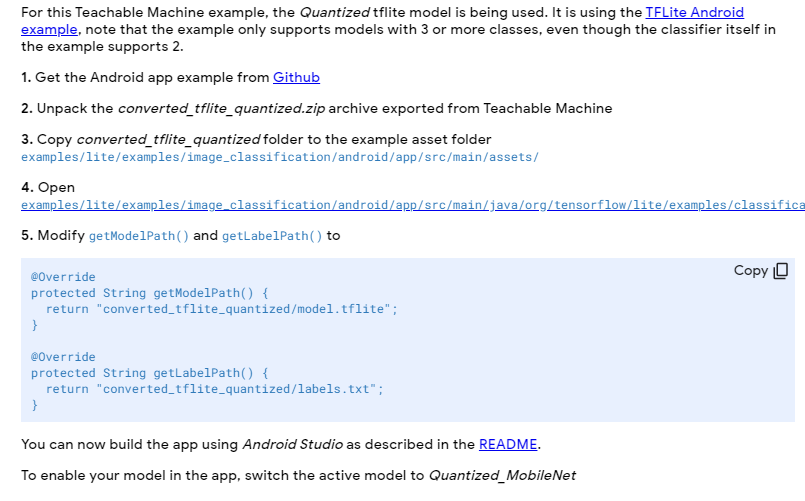 For this Teachable Machine example, the Quantized tflite model is being used. It is using the TFLite Android
example, note that the example only supports models with 3 or more classes, even though the classifier itself in
the example supports 2.
1. Get the Android app example from Github
2. Unpack the converted_tflite_quantized.zip archive exported from Teachable Machine
3. Copy converted_tflite_quantized folder to the example asset folder
examples/lite/examples/image_classification/android/app/src/main/assets/
4. Open
examples/lite/examples/image_classification/android/app/src/main/java/org/tensorflow/lite/examples/classifica
5. Modify getModelPath() and getLabelPath() to
Copy
@Override
protected String getModelPath() {
  return "converted_tflite_quantized/model.tflite";
}
@Override
protected String getLabelPath() {
  return "converted_tflite_quantized/labels.txt";
}
You can now build the app using Android Studio as described in the README.
To enable your model in the app, switch the active model to Quantized_MobileNet